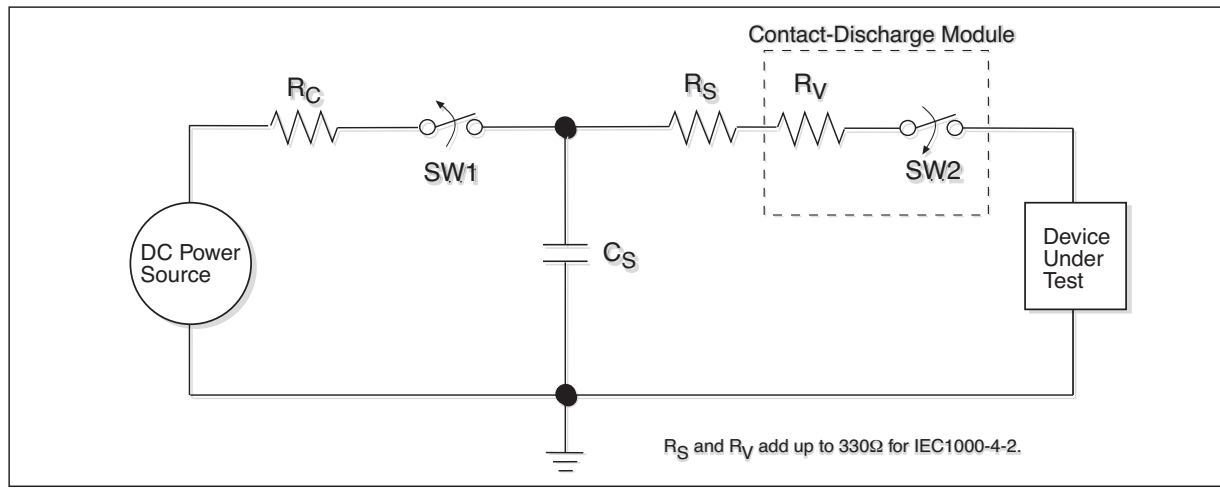 Contact-Discharge Module
RC
RS
RV
SW1
SW2
DC Power
Source
CS
Device
Under
Test
RS and RV add up to 330Ω for IEC1000-4-2.